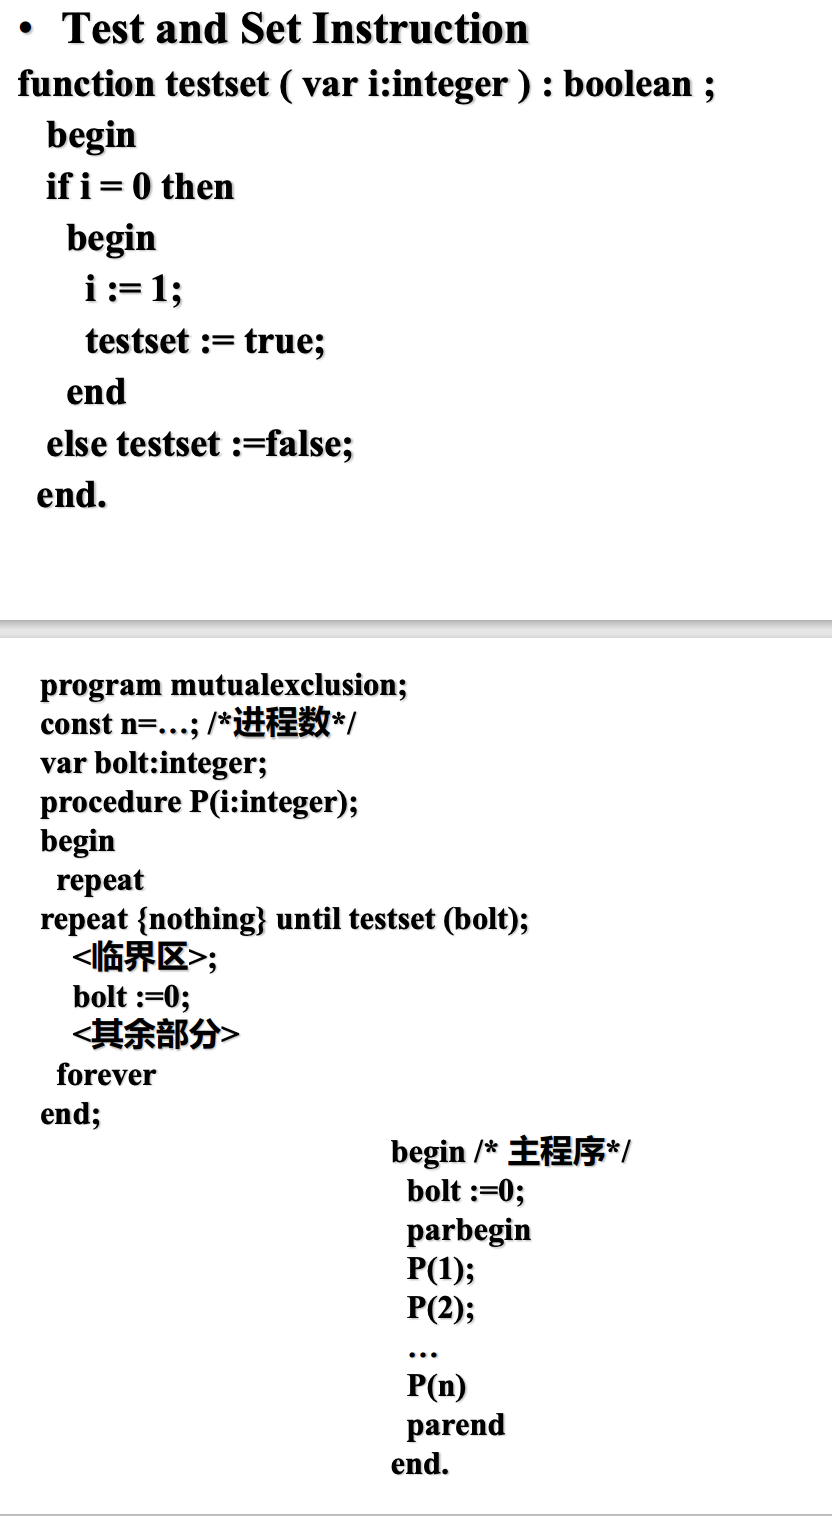 • Test and Set Instruction
function testset ( var i:integer ) : boolean ;
begin
if i = 0 then
begin
i := 1;
testset := true;
end
else testset :=false;
end.
program mutualexclusion;
const n=…; /*进程数*/
var bolt:integer;
procedure P(i:integer);
begin
repeat
repeat {nothing} until testset (bolt);
<临界区>;
bolt :=0;
<其余部分>
forever
end;
begin /* 主程序*/
bolt :=0;
parbegin
P(1);
P(2);
…
P(n)
parend
end.